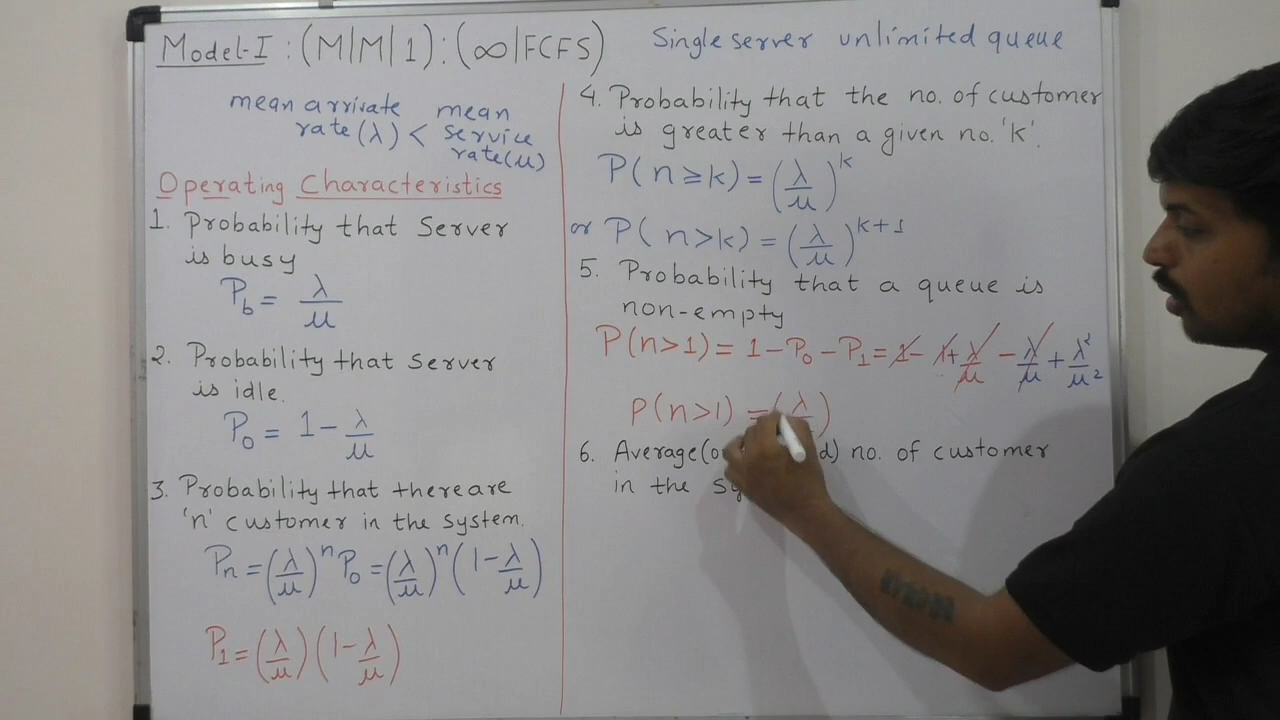 Model-I : (M|M|1) : (∞|FCFS) Single server unlimited queue
mean arrivate mean
rate(λ) < service
rate(μ)
Operating Characteristics
1. Probability that Server
is busy
P_b = λ/μ
2. Probability that server
is idle.
P_0 = 1 - λ/μ
3. Probability that there are
'n' customer in the system.
P_n = (λ/μ)^n P_0 = (λ/μ)^n (1 - λ/μ)
P_1 = (λ/μ) (1 - λ/μ)
4. Probability that the no. of customer
is greater than a given no. 'k'.
P(n ≥ k) = (λ/μ)^k
or P(n > k) = (λ/μ)^k+1
5. Probability that a queue is
non-empty
P(n > 1) = 1 - P_0 - P_1 = 1 - 1 + λ/μ - λ/μ + λ²/μ²
P(n > 1) = (λ )
6. Average (o d) no. of customer
in the